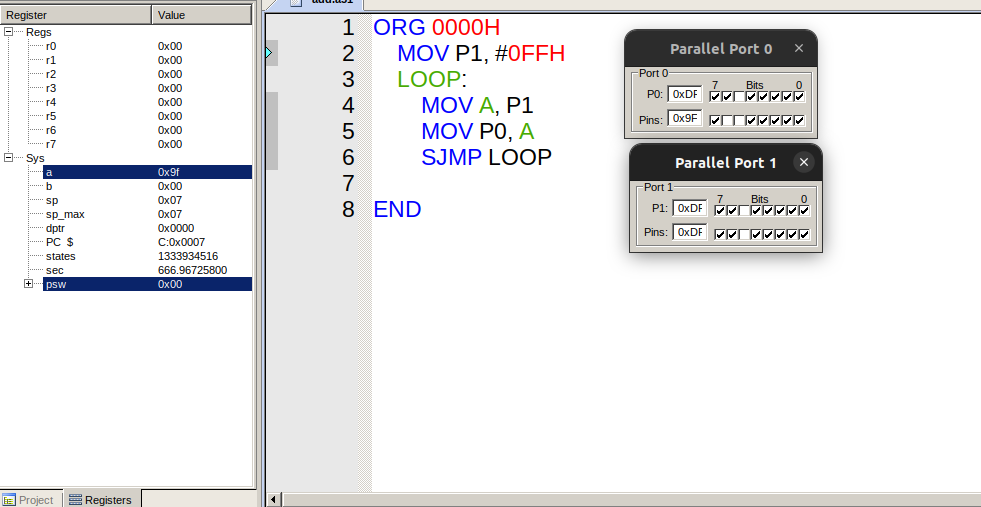 Register Value
Regs
r0 0x00
r1 0x00
r2 0x00
r3 0x00
r4 0x00
r5 0x00
r6 0x00
r7 0x00
Sys
a 0x9f
b 0x00
sp 0x07
sp_max 0x07
dptr 0x0000
PC $ C:0x0007
states 1333934516
sec 666.96725800
psw 0x00
Project Registers
1 ORG 0000H
2 MOV P1, #0FFH
3 LOOP:
4 MOV A, P1
5 MOV P0, A
6 SJMP LOOP
7
8 END
Parallel Port 0 ×
Port 0
7 Bits 0
P0: 0xDF
Pins: 0x9F
Parallel Port 1 ×
Port 1
7 Bits 0
P1: 0xDF
Pins: 0xDF